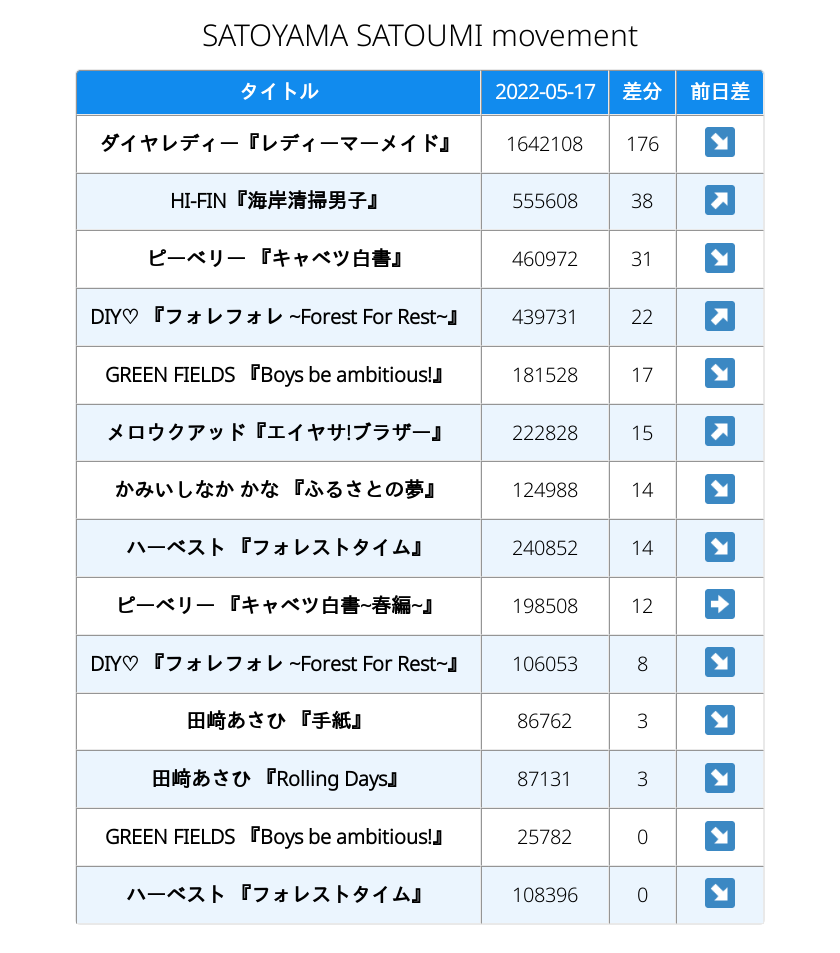 SATOYAMA SATOUMI movement
タイトル 2022-05-17 差分 前日差
ダイヤレディー『レディーマーメイド』 1642108 176 ↘
HI-FIN『海岸清掃男子』 555608 38 ↗
ピーベリー 『キャベツ白書』 460972 31 ↘
DIY♡ 『フォレフォレ ~Forest For Rest~』 439731 22 ↗
GREEN FIELDS 『Boys be ambitious!』 181528 17 ↘
メロウクアッド『エイヤサ!ブラザー』 222828 15 ↗
かみいしなか かな 『ふるさとの夢』 124988 14 ↘
ハーベスト 『フォレストタイム』 240852 14 ↘
ピーベリー 『キャベツ白書~春編~』 198508 12 ➡
DIY♡ 『フォレフォレ ~Forest For Rest~』 106053 8 ↘
田﨑あさひ 『手紙』 86762 3 ↘
田﨑あさひ 『Rolling Days』 87131 3 ↘
GREEN FIELDS 『Boys be ambitious!』 25782 0 ↘
ハーベスト 『フォレストタイム』 108396 0 ↘